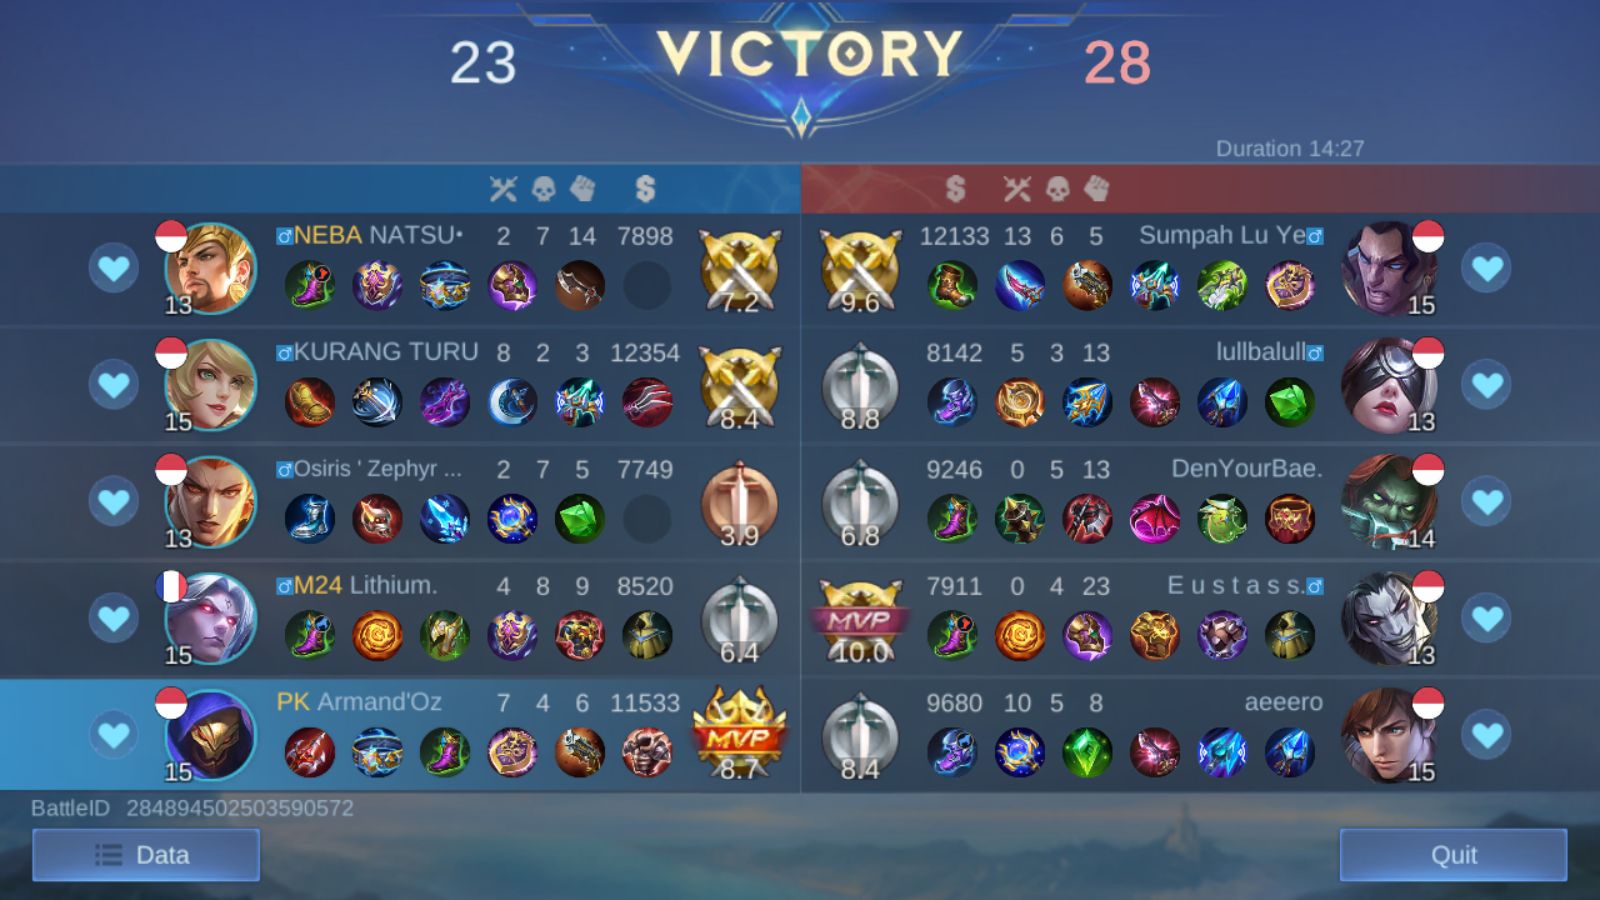 23 VICTORY 28
Duration 14:27
NEBA NATSU• 2 7 14 7898 7.2
13
9.6 12133 13 6 5 Sumpah Lu Ye
15
KURANG TURU 8 2 3 12354 8.4
15
8.8 8142 5 3 13 lullbalull
13
Osiris ' Zephyr ... 2 7 5 7749 3.9
13
6.8 9246 0 5 13 DenYourBae.
14
M24 Lithium. 4 8 9 8520 6.4
15
MVP 10.0 7911 0 4 23 E u s t a s s.
13
PK Armand'Oz 7 4 6 11533 MVP 8.7
15
8.4 9680 10 5 8 aeeero
15
BattleID 284894502503590572
Data
Quit